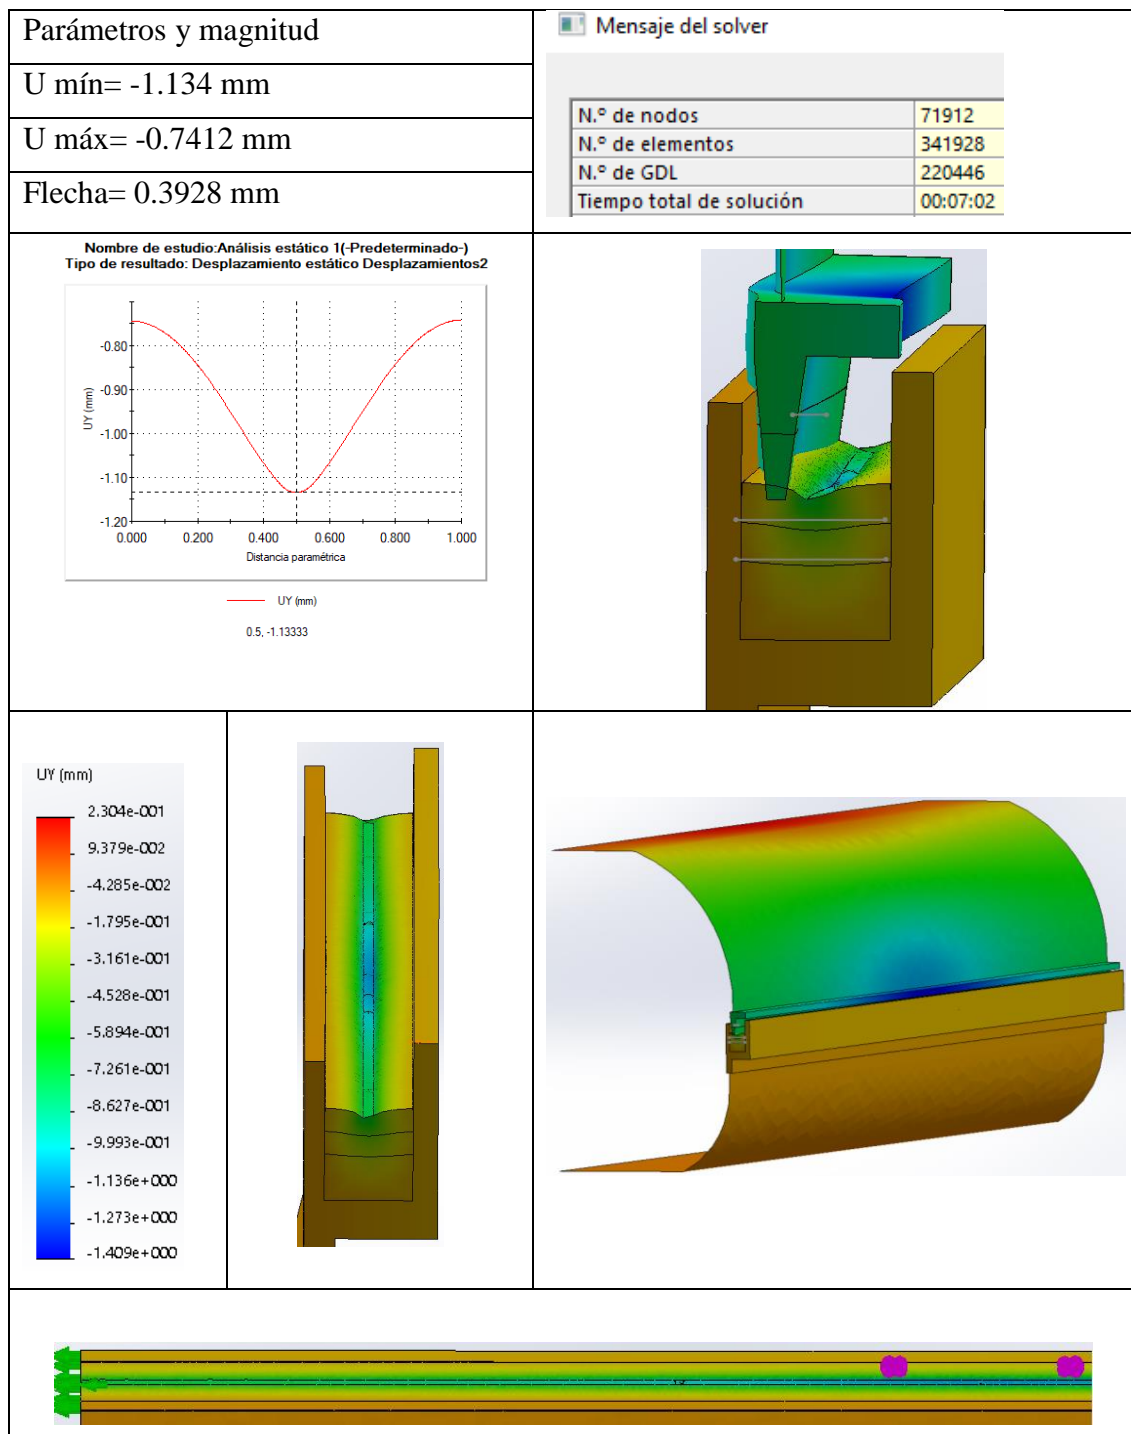 Parámetros y magnitud
U mín= -1.134 mm
U máx= -0.7412 mm
Flecha= 0.3928 mm
Mensaje del solver
N.º de nodos 71912
N.º de elementos 341928
N.º de GDL 220446
Tiempo total de solución 00:07:02
Nombre de estudio:Análisis estático 1(-Predeterminado-)
Tipo de resultado: Desplazamiento estático Desplazamientos2
UY (mm)
-0.80
-0.90
-1.00
-1.10
-1.20
0.000 0.200 0.400 0.600 0.800 1.000
Distancia paramétrica
UY (mm)
0.5, -1.13333
UY (mm)
2.304e-001
9.379e-002
-4.285e-002
-1.795e-001
-3.161e-001
-4.528e-001
-5.894e-001
-7.261e-001
-8.627e-001
-9.993e-001
-1.136e+000
-1.273e+000
-1.409e+000